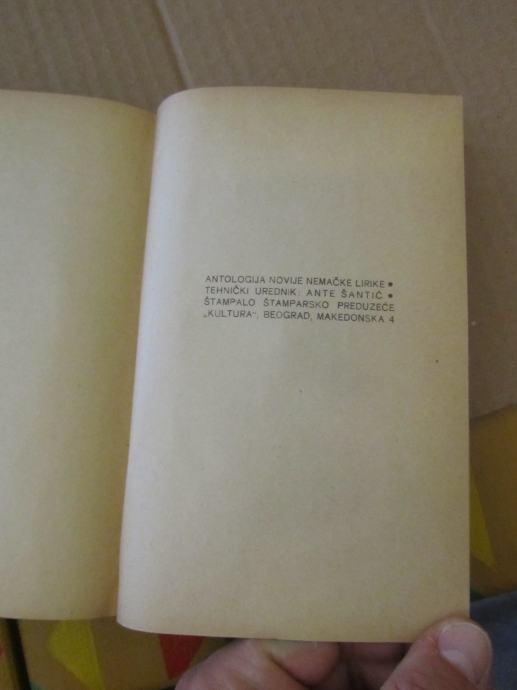 ANTOLOGIJA NOVIJE NEMAČKE LIRIKE •
TEHNIČKI UREDNIK: ANTE ŠANTIĆ •
ŠTAMPALO ŠTAMPARSKO PREDUZEĆE
„KULTURA“, BEOGRAD, MAKEDONSKA 4